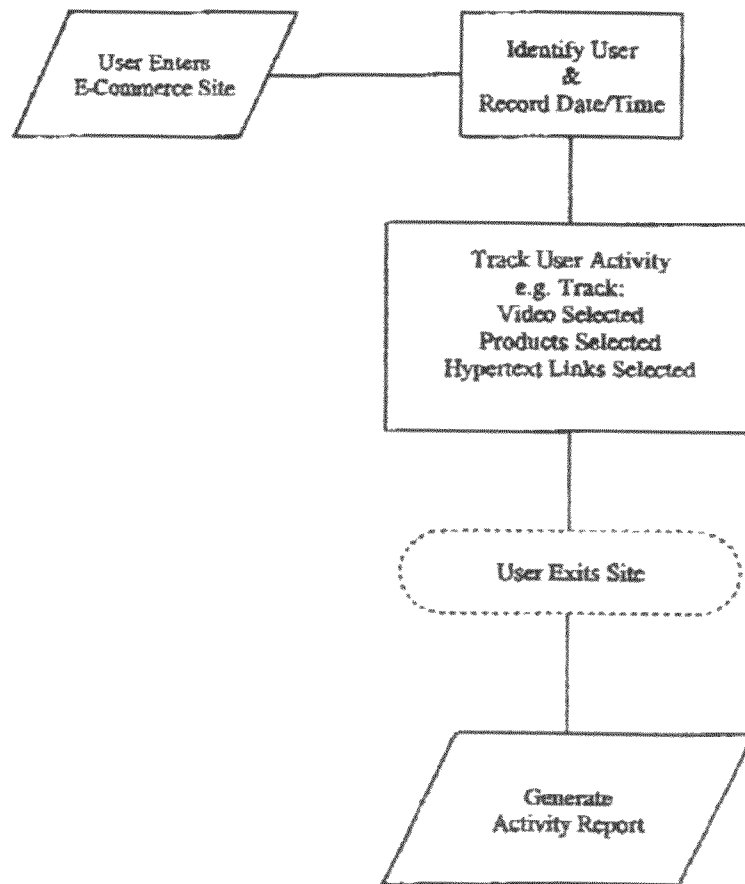 User Enters
E-Commerce Site
Identify User
&
Record Date/Time
Track User Activity
e.g. Track:
Video Selected
Products Selected
Hypertext Links Selected
User Exits Site
Generate
Activity Report